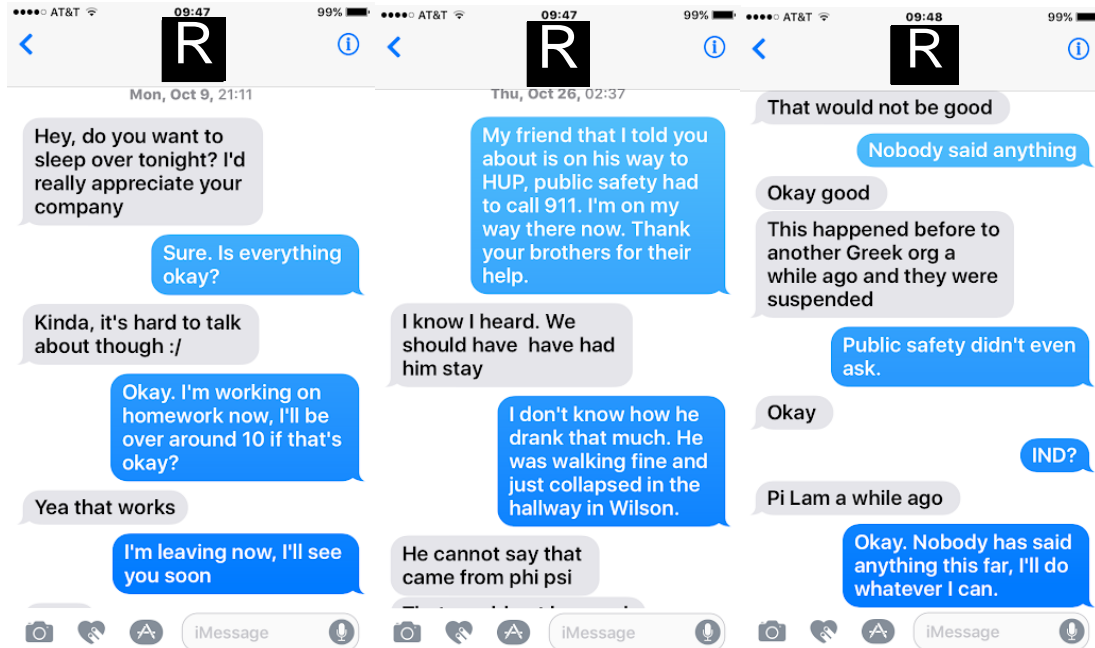 AT&T 09:47 99%
R
Mon, Oct 9, 21:11
Hey, do you want to
sleep over tonight? I'd
really appreciate your
company
Sure. Is everything
okay?
Kinda, it's hard to talk
about though :/
Okay. I'm working on
homework now, I'll be
over around 10 if that's
okay?
Yea that works
I'm leaving now, I'll see
you soon
iMessage
AT&T 09:47 99%
R
Thu, Oct 26, 02:37
My friend that I told you
about is on his way to
HUP, public safety had
to call 911. I'm on my
way there now. Thank
your brothers for their
help.
I know I heard. We
should have have had
him stay
I don't know how he
drank that much. He
was walking fine and
just collapsed in the
hallway in Wilson.
He cannot say that
came from phi psi
iMessage
AT&T 09:48 99%
R
That would not be good
Nobody said anything
Okay good
This happened before to
another Greek org a
while ago and they were
suspended
Public safety didn't even
ask.
Okay
IND?
Pi Lam a while ago
Okay. Nobody has said
anything this far, I'll do
whatever I can.
iMessage